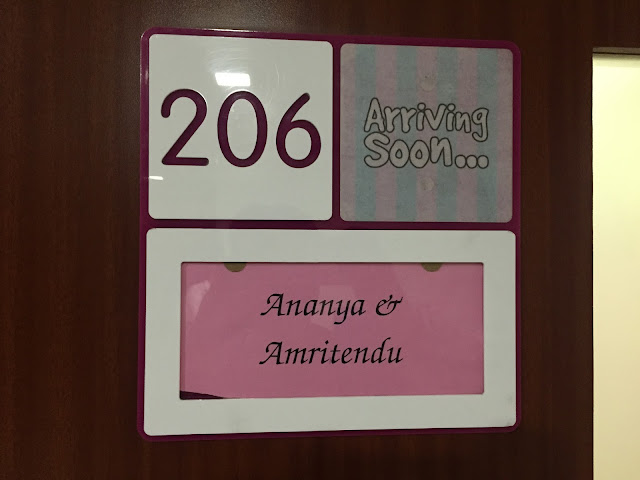 206
Arriving
Soon...
Ananya &
Amritendu